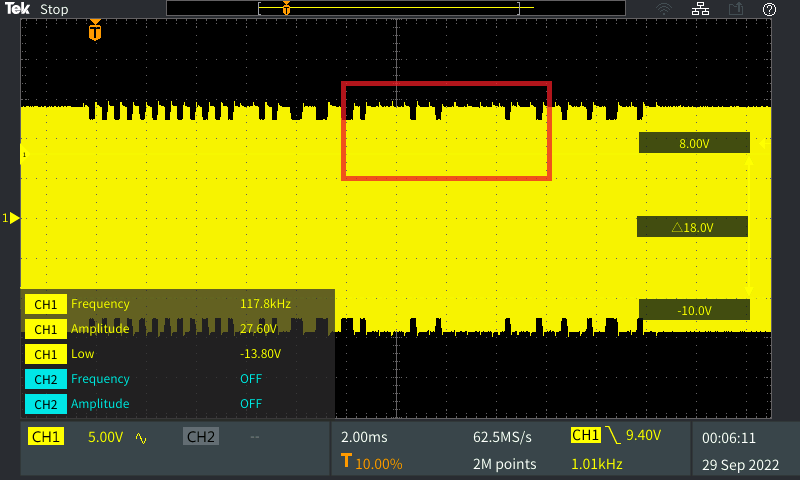 Tek Stop
T
T
?
1
8.00V
1
△18.0V
-10.0V
CH1 Frequency 117.8kHz
CH1 Amplitude 27.60V
CH1 Low -13.80V
CH2 Frequency OFF
CH2 Amplitude OFF
CH1 5.00V CH2 -- 2.00ms 62.5MS/s CH1 9.40V 00:06:11
T 10.00% 2M points 1.01kHz 29 Sep 2022